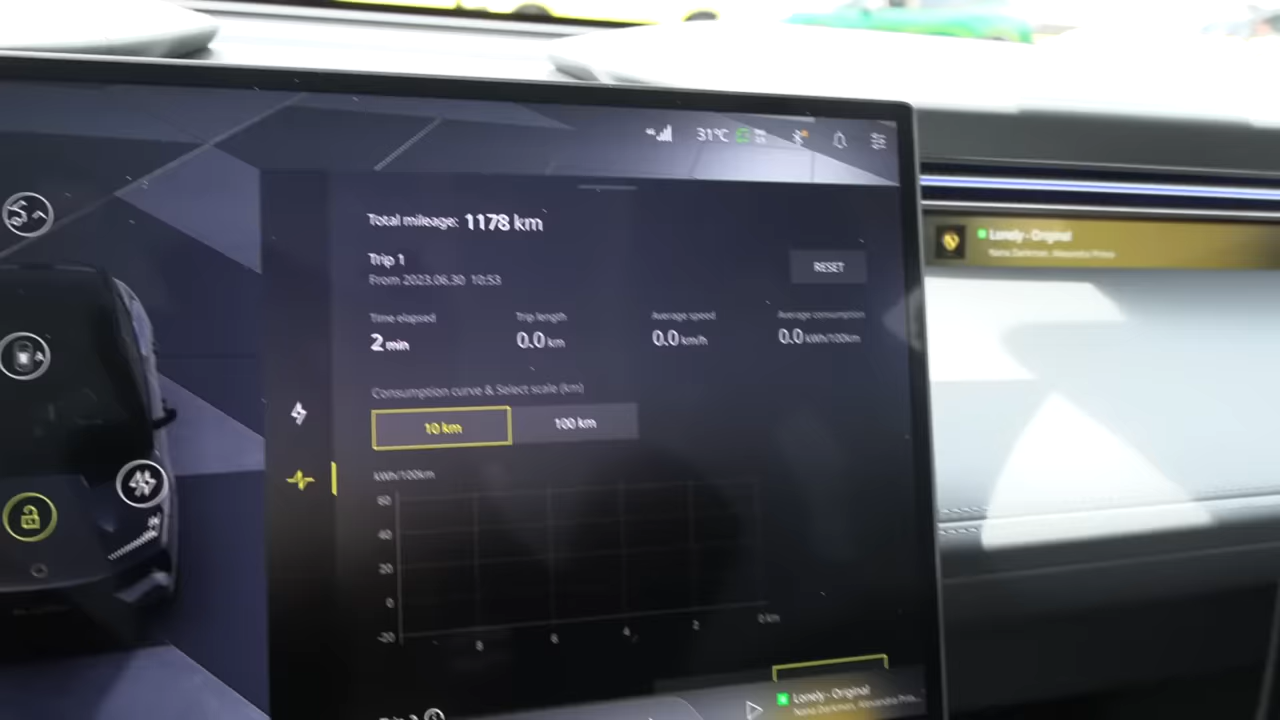 31°C
Total mileage: 1178 km
Trip 1
RESET
From 2023.06.30 10:53
Time elapsed
Trip length
Average speed
Average consumption
2 min
0.0 km
0.0 km/h
0.0 kWh/100km
Consumption curve & Select scale (km)
10 km
100 km
kWh/100km
60
40
20
0
-20
8
6
4
2
0 km
Lonely - Original
Lonely - Original